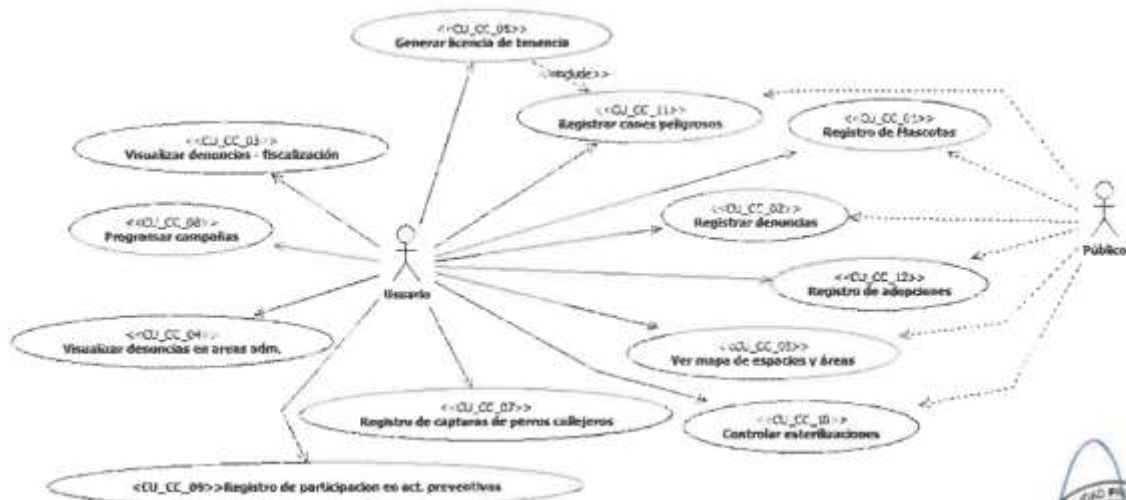 <<CU_CC_05>>
Generar licencia de tenencia
<<include>>
<<CU_CC_11>>
Registrar canes peligrosos
<<CU_CC_01>>
Registro de Mascotas
<<CU_CC_03>>
Visualizar denuncias - fiscalización
<<CU_CC_02>>
Registrar denuncias
<<CU_CC_08>>
Programar campañas
Usuario
Público
<<CU_CC_12>>
Registro de adopciones
<<CU_CC_04>>
Visualizar denuncias en areas adm.
Ver mapa de espacios y áreas
<<CU_CC_07>>
Registro de capturas de perros callejeros
<<CU_CC_10>>
Controlar esterilizaciones
<CU_CC_09>>Registro de participacion en act. preventivas